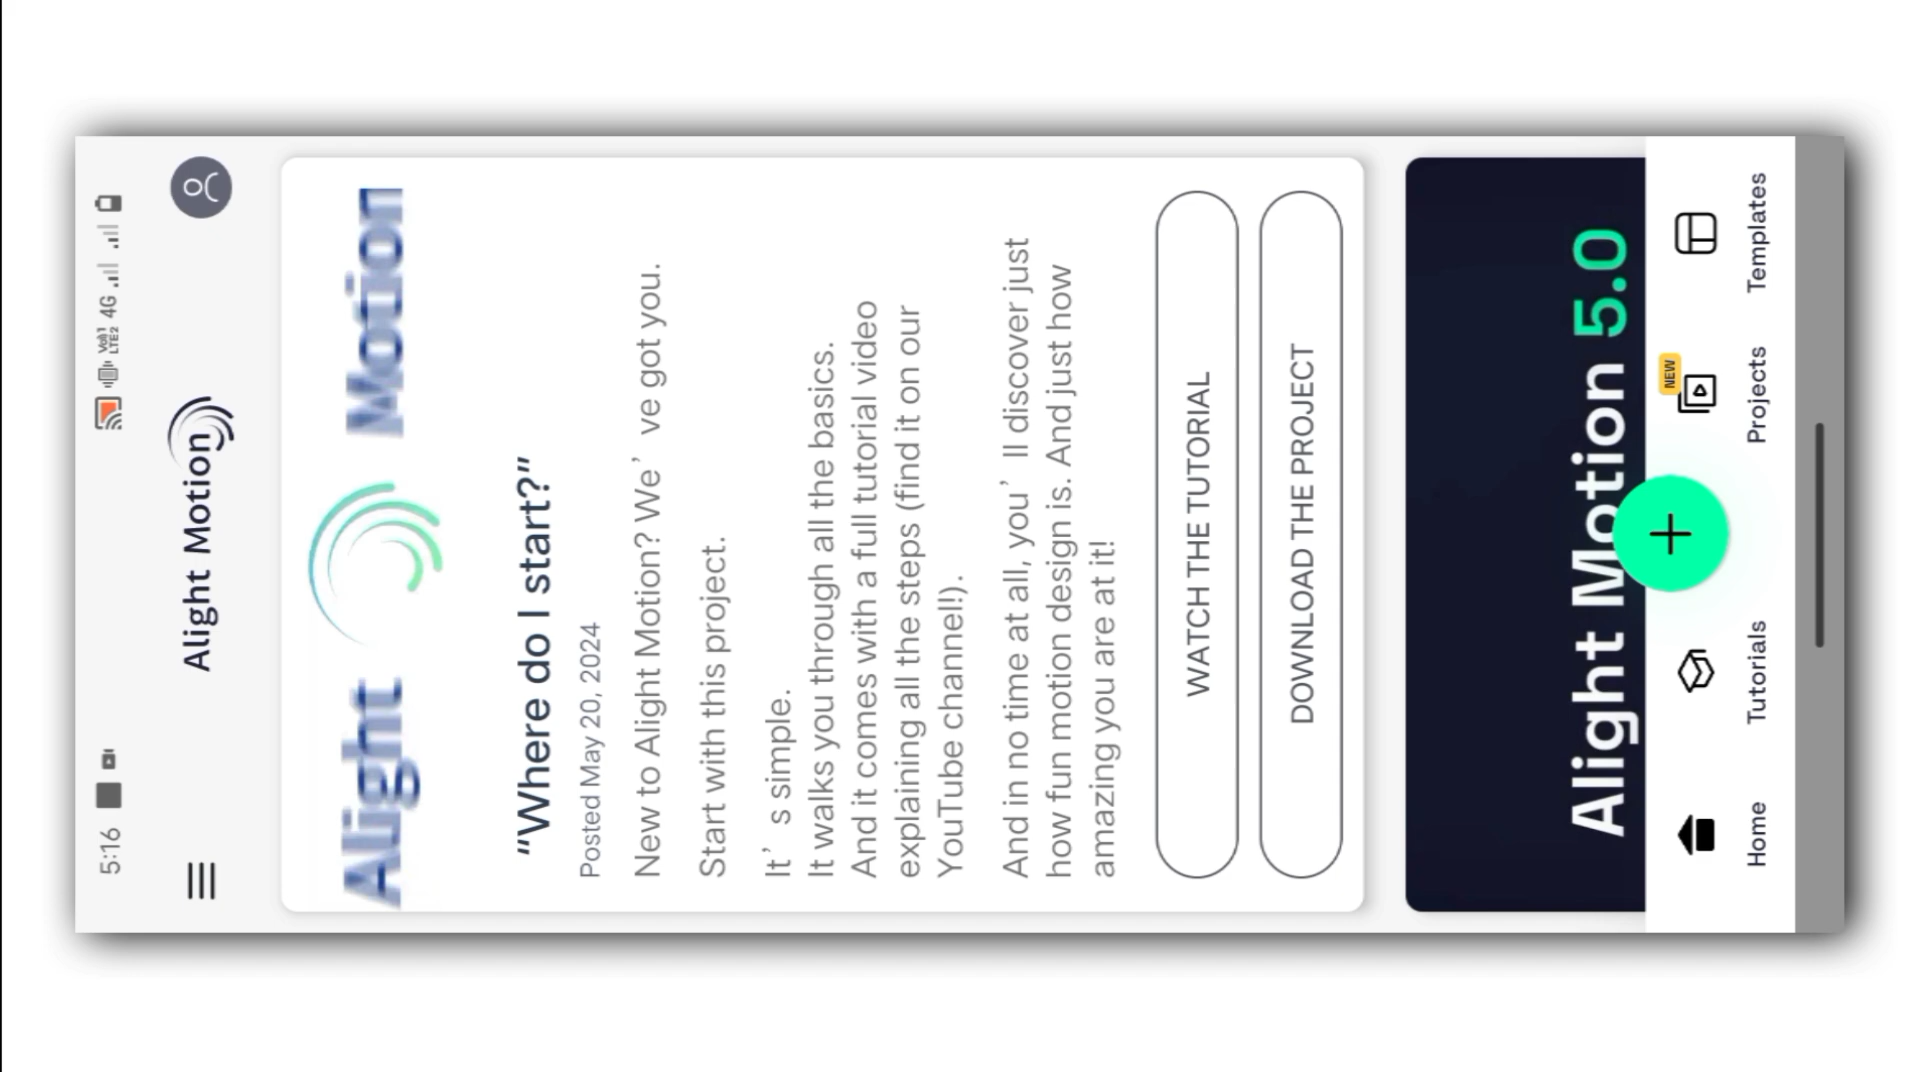 5:16
Vo))1 LTE2 4G
Alight Motion
Alight Motion
“Where do I start?”
Posted May 20, 2024
New to Alight Motion? We’ve got you.
Start with this project.
It’s simple.
It walks you through all the basics.
And it comes with a full tutorial video
explaining all the steps (find it on our
YouTube channel!).
And in no time at all, you’ll discover just
how fun motion design is. And just how
amazing you are at it!
WATCH THE TUTORIAL
DOWNLOAD THE PROJECT
Alight Motion 5.0
NEW
Home Tutorials Projects Templates